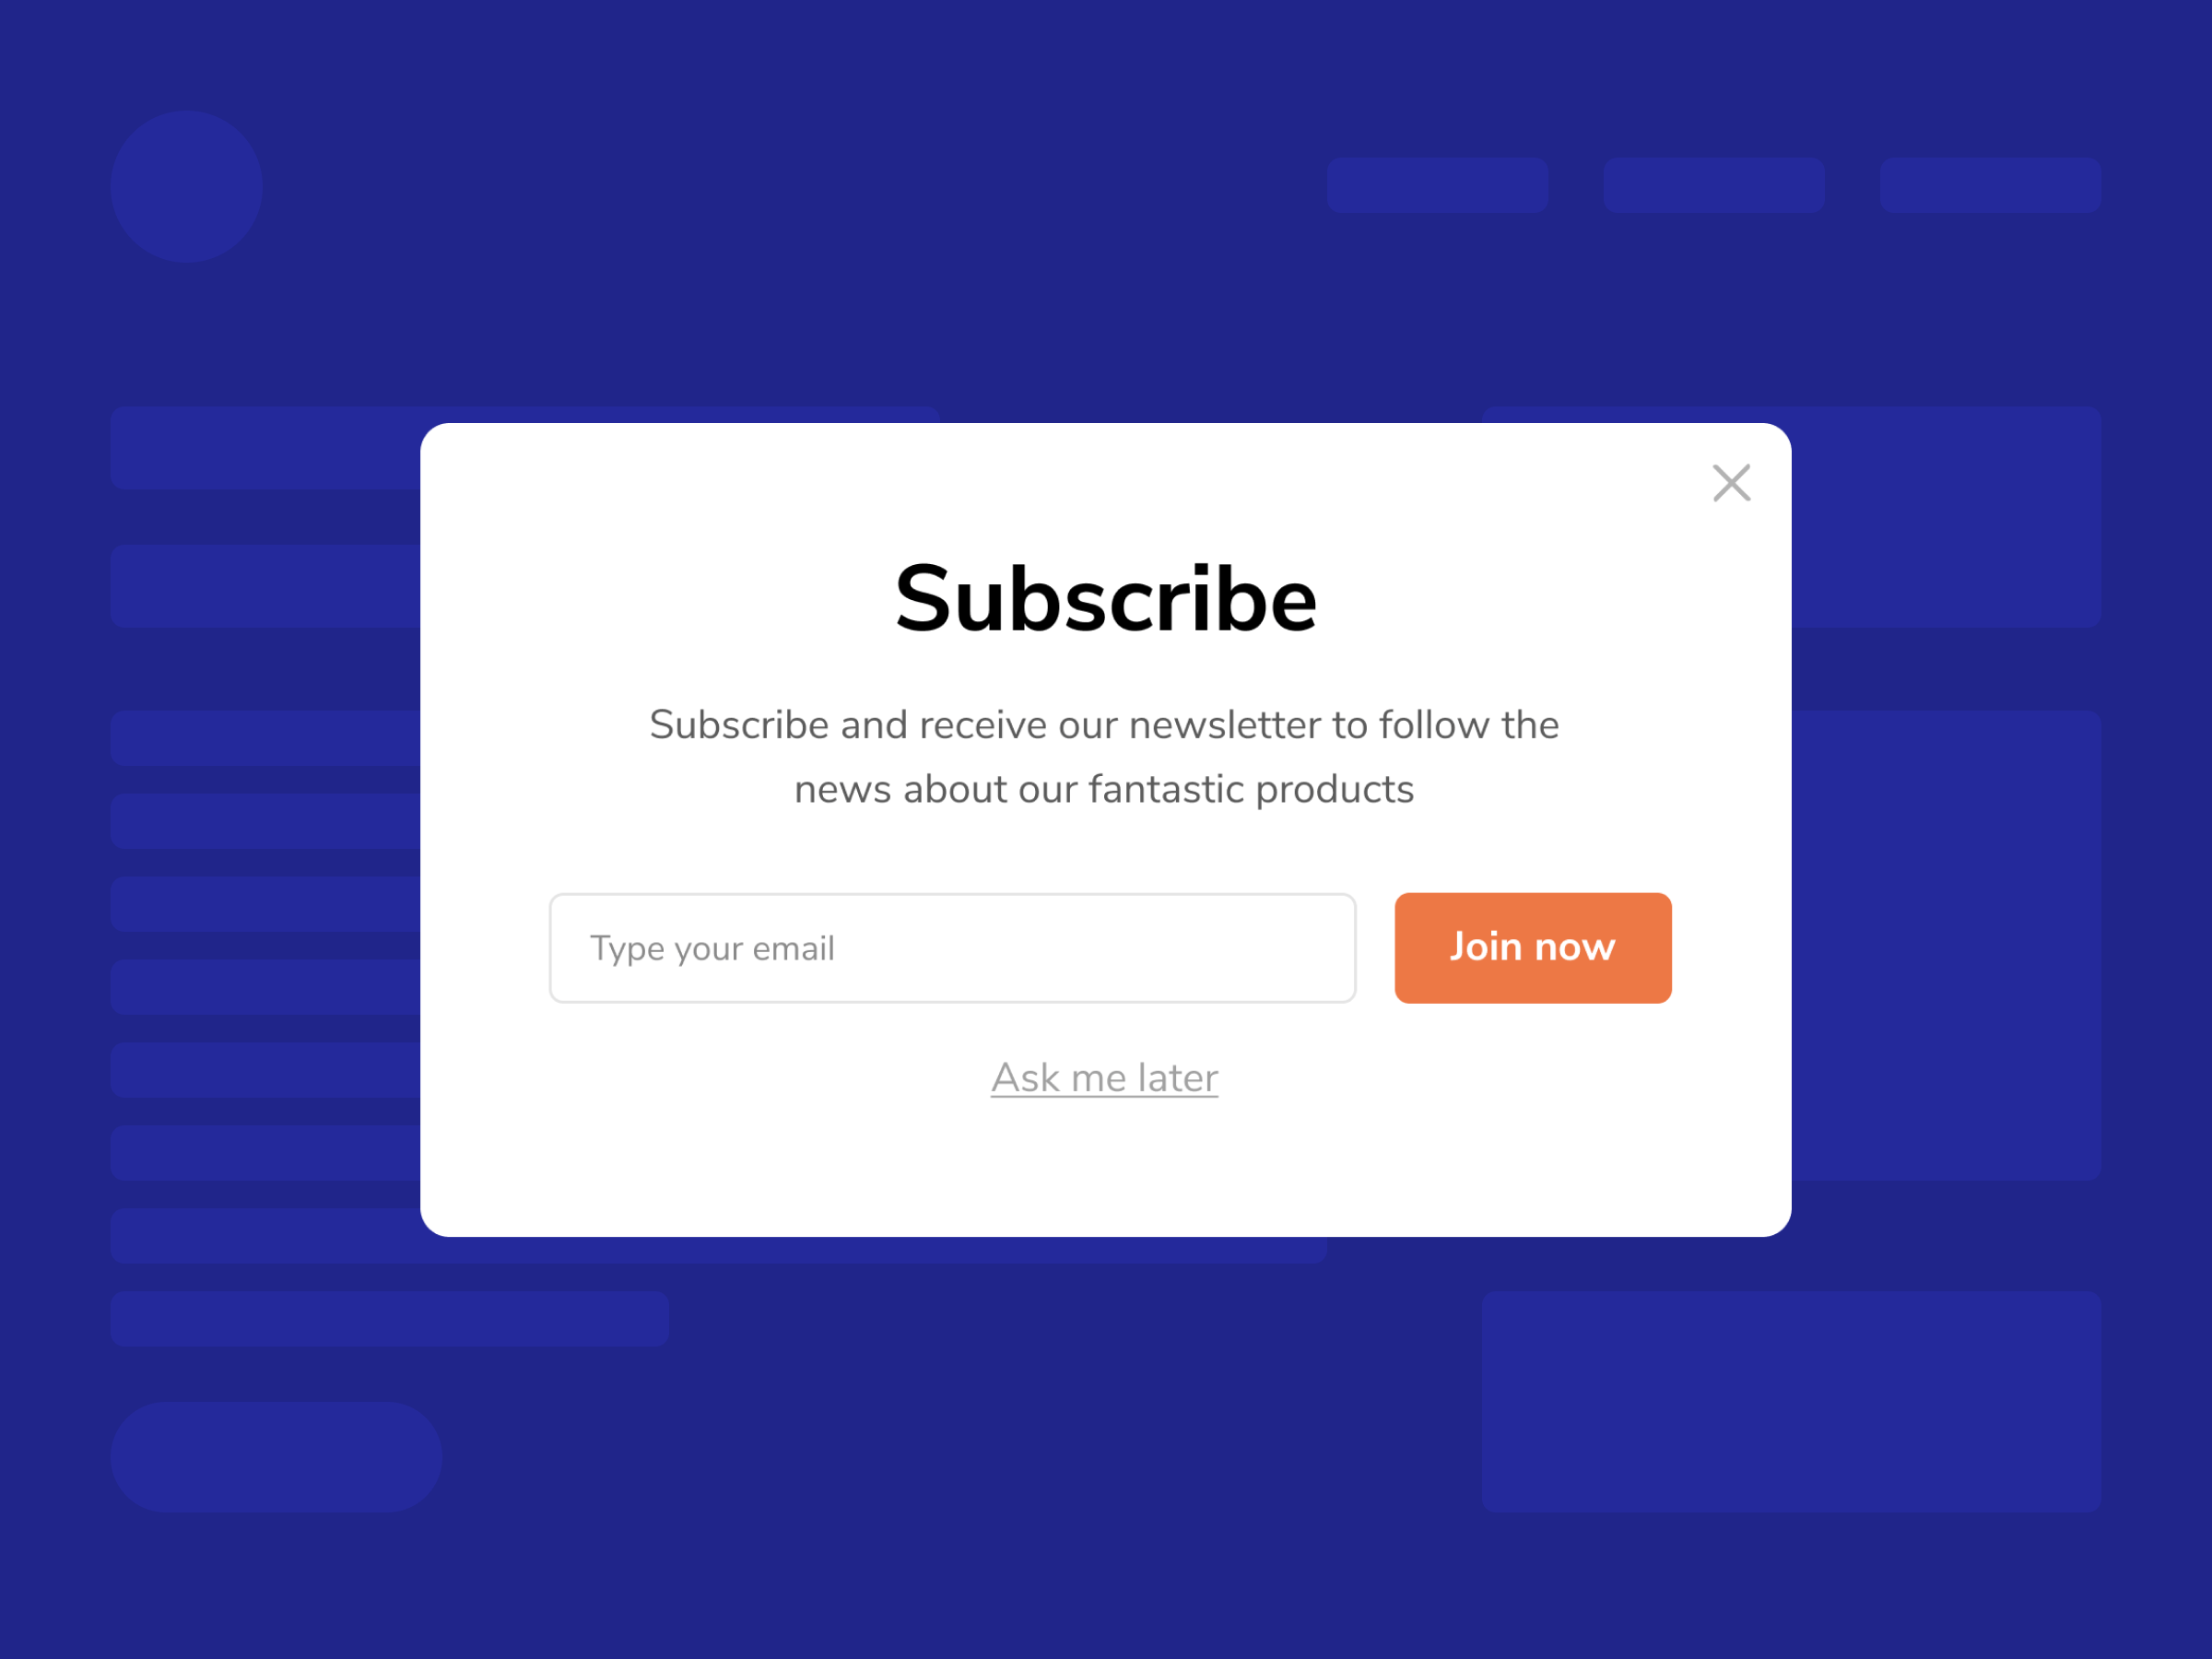 Subscribe
Subscribe and receive our newsletter to follow the
news about our fantastic products
Type your email
Join now
Ask me later